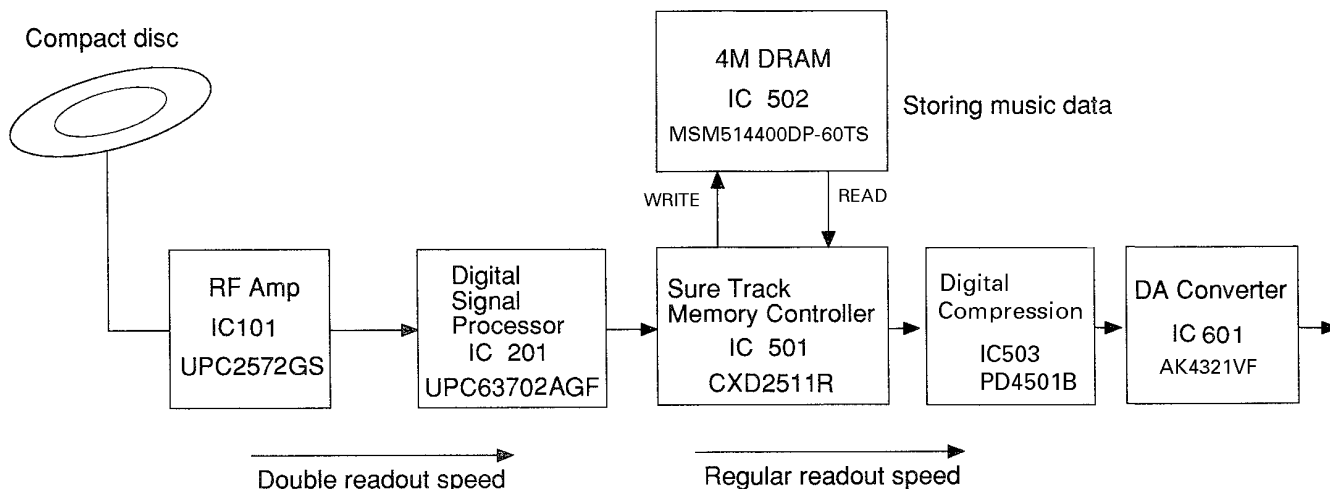 Compact disc
4M DRAM
IC 502
MSM514400DP-60TS
Storing music data
WRITE
READ
RF Amp
IC101
UPC2572GS
Digital
Signal
Processor
IC 201
UPC63702AGF
Sure Track
Memory Controller
IC 501
CXD2511R
Digital
Compression
IC503
PD4501B
DA Converter
IC 601
AK4321VF
Double readout speed
Regular readout speed